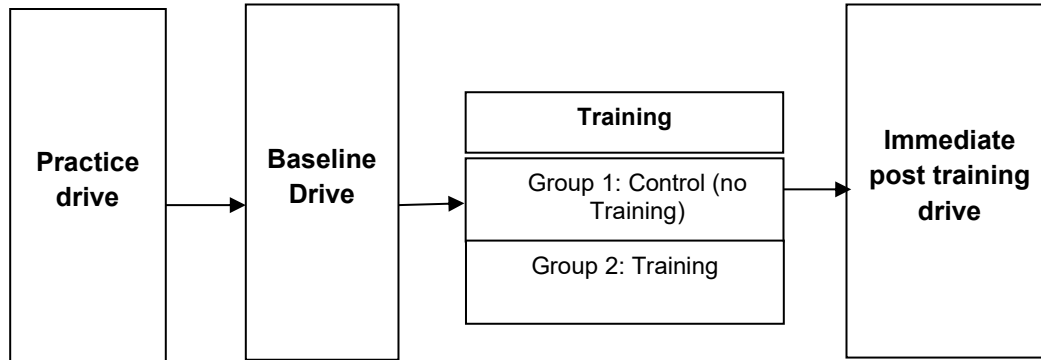 Practice
drive
Baseline
Drive
Training
Group 1: Control (no
Training)
Group 2: Training
Immediate
post training
drive